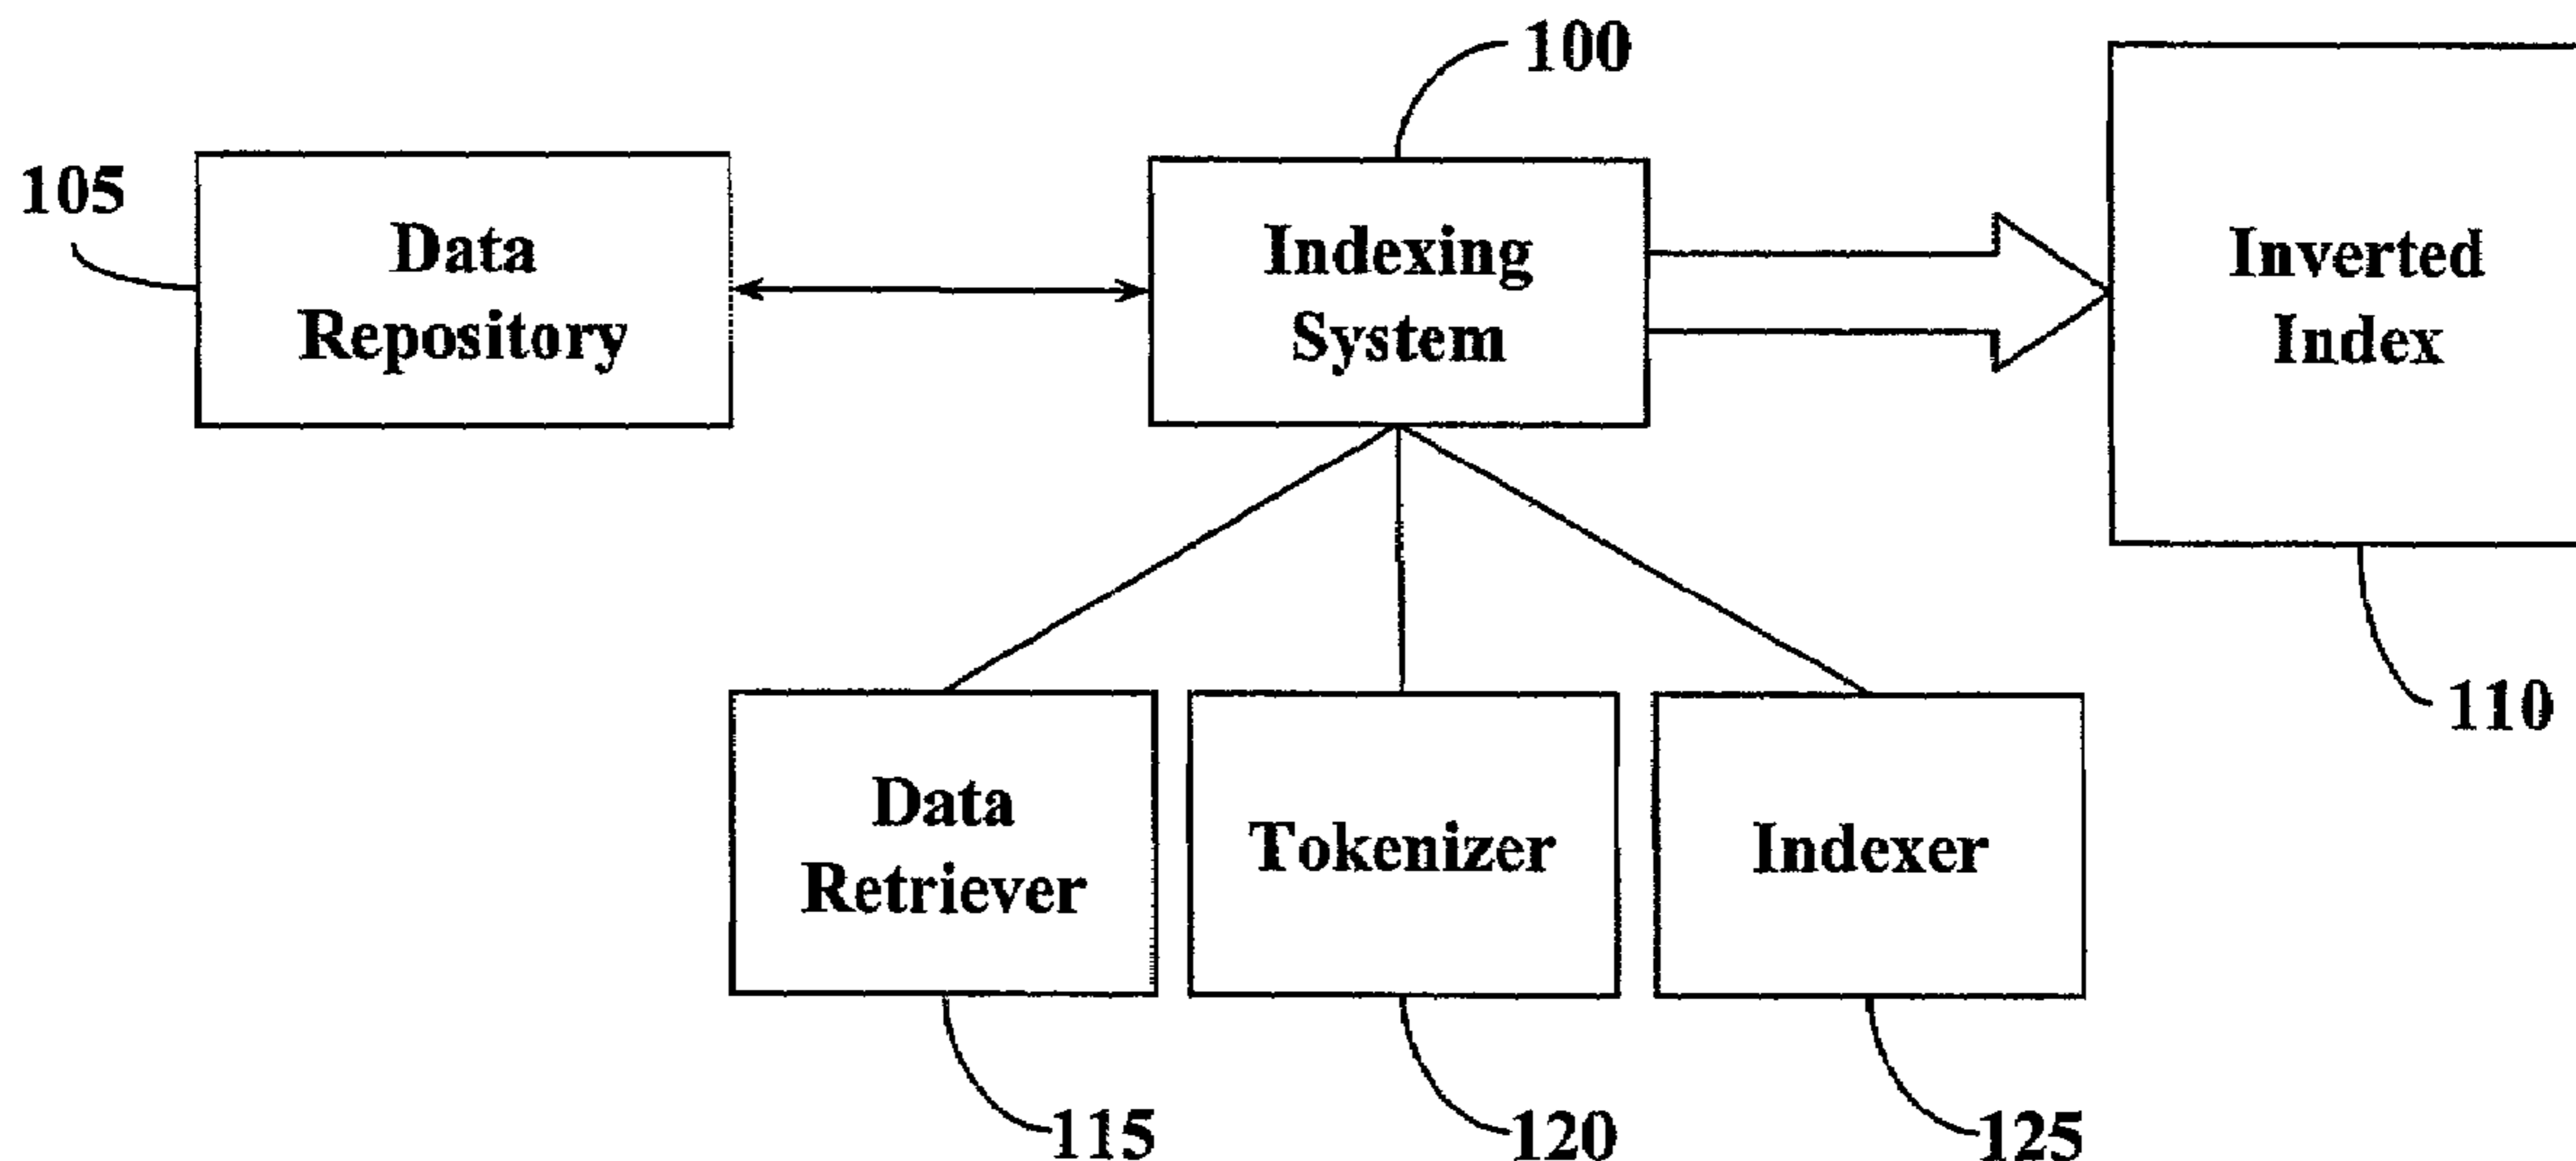 100
105
Data
Repository
Indexing
System
Inverted
Index
110
Data
Retriever
Tokenizer
Indexer
115
120
125